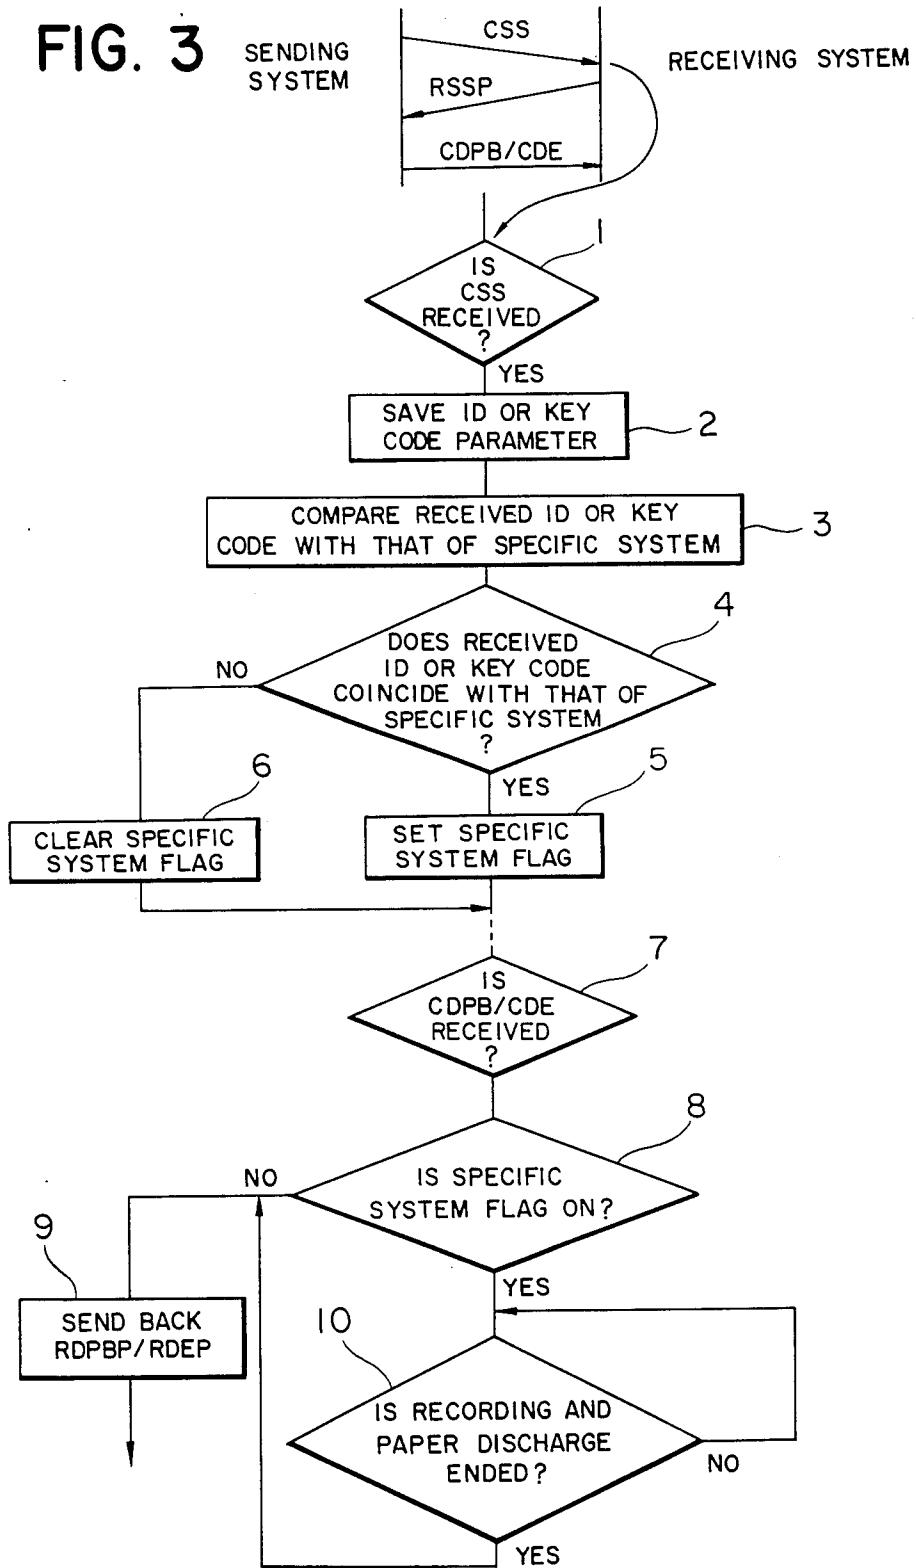 FIG. 3
SENDING
SYSTEM
CSS
RECEIVING SYSTEM
RSSP
CDPB/CDE
1
IS
CSS
RECEIVED
?
YES
SAVE ID OR KEY
CODE PARAMETER
2
COMPARE RECEIVED ID OR KEY
CODE WITH THAT OF SPECIFIC SYSTEM
3
4
DOES RECEIVED
ID OR KEY CODE
COINCIDE WITH THAT OF
SPECIFIC SYSTEM
?
NO
YES
6
5
CLEAR SPECIFIC
SYSTEM FLAG
SET SPECIFIC
SYSTEM FLAG
7
IS
CDPB/CDE
RECEIVED
?
8
IS SPECIFIC
SYSTEM FLAG ON?
NO
YES
9
SEND BACK
RDPBP/RDEP
10
IS RECORDING AND
PAPER DISCHARGE
ENDED?
NO
YES